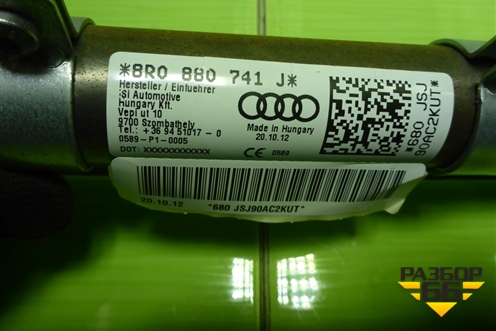 *8R0 880 741 J*
Hersteller / Einfuehrer
iSi Automotive
Hungary Kft.
Vepi ut 10
9700 Szombathely
Tel.: +36 94 51017-0
0589-P1-0005
DOT: XXXXXXXXXXXX
Made in Hungary
20.10.12
CE 0589
*680 JSJ
90AC2KUT*
20.10.12 *680 JSJ90AC2KUT*
РАЗБОР
66